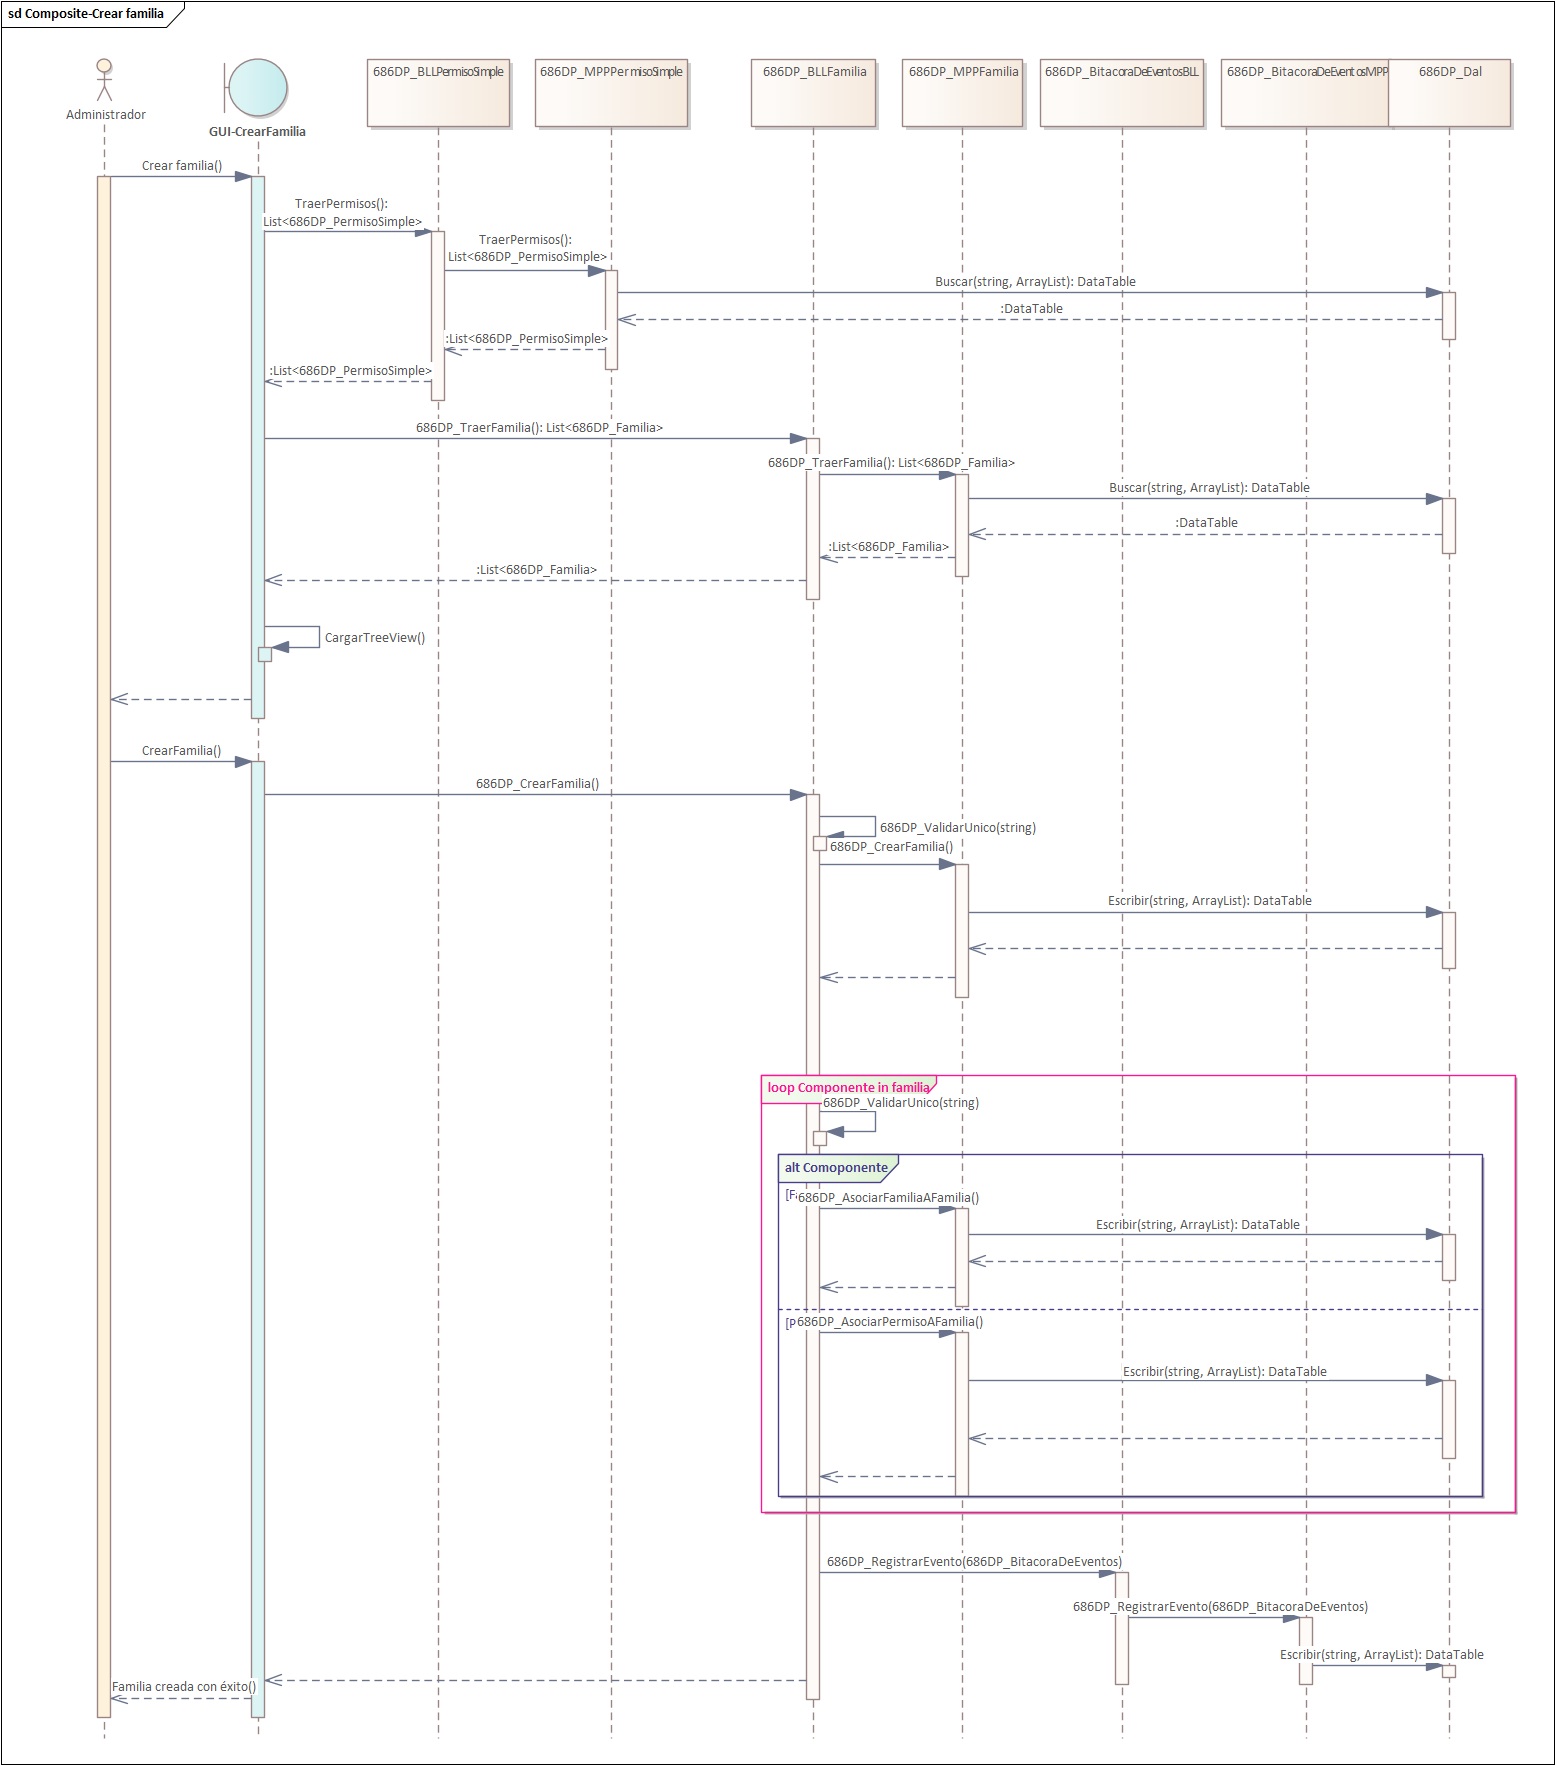 sd Composite-Crear familia
Administrador
GUI-CrearFamilia
686DP_BLLPermisoSimple
686DP_MPPPermisoSimple
686DP_BLLFamilia
686DP_MPPFamilia
686DP_BitacoraDeEventosBLL
686DP_BitacoraDeEventosMPP
686DP_Dal
Crear familia()
TraerPermisos():
List<686DP_PermisoSimple>
TraerPermisos():
List<686DP_PermisoSimple>
Buscar(string, ArrayList): DataTable
:DataTable
:List<686DP_PermisoSimple>
:List<686DP_PermisoSimple>
686DP_TraerFamilia(): List<686DP_Familia>
686DP_TraerFamilia(): List<686DP_Familia>
Buscar(string, ArrayList): DataTable
:DataTable
:List<686DP_Familia>
:List<686DP_Familia>
CargarTreeView()
CrearFamilia()
686DP_CrearFamilia()
686DP_ValidarUnico(string)
686DP_CrearFamilia()
Escribir(string, ArrayList): DataTable
loop Componente in familia
686DP_ValidarUnico(string)
alt Comoponente
686DP_AsociarFamiliaAFamilia()
Escribir(string, ArrayList): DataTable
686DP_AsociarPermisoAFamilia()
Escribir(string, ArrayList): DataTable
686DP_RegistrarEvento(686DP_BitacoraDeEventos)
686DP_RegistrarEvento(686DP_BitacoraDeEventos)
Escribir(string, ArrayList): DataTable
Familia creada con éxito()